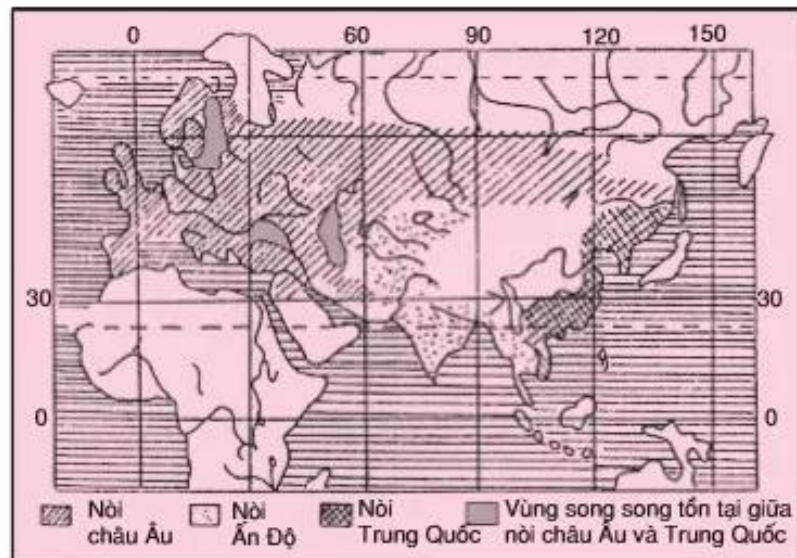 0 60 90 120 150
30 30
0 0
Nòi châu Âu
Nòi Ấn Độ
Nòi Trung Quốc
Vùng song song tồn tại giữa nòi châu Âu và Trung Quốc